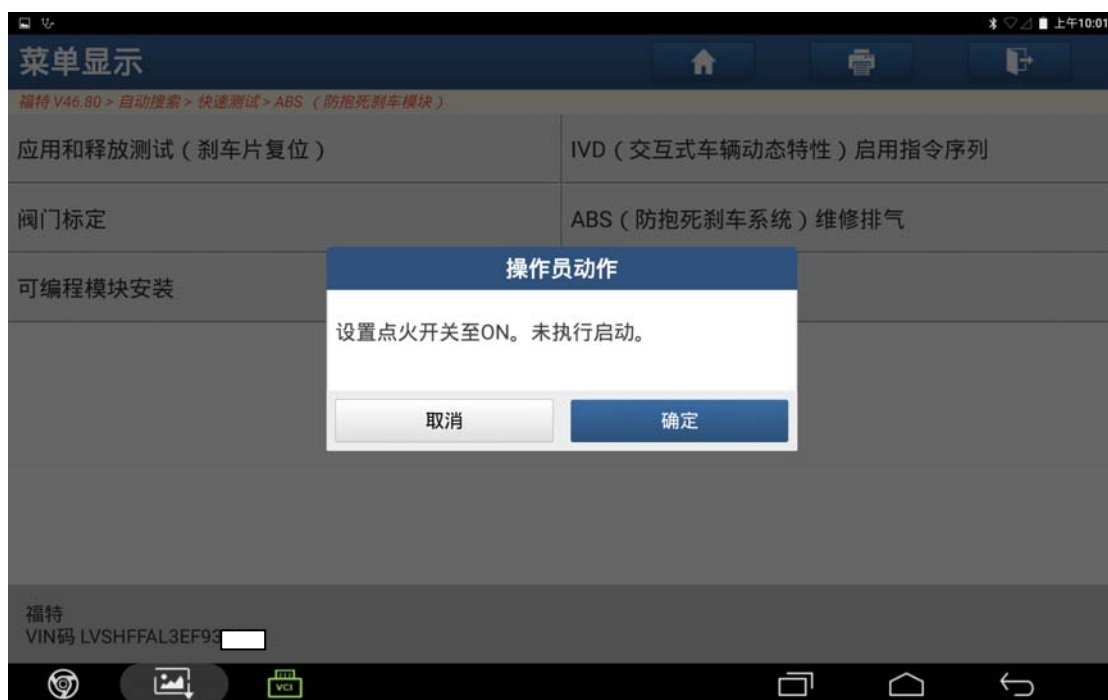 上午10:01
菜单显示
福特 V46.80 > 自动搜索 > 快速测试 > ABS （防抱死刹车模块）
应用和释放测试（刹车片复位）
IVD（交互式车辆动态特性）启用指令序列
阀门标定
ABS（防抱死刹车系统）维修排气
可编程模块安装
操作员动作
设置点火开关至ON。未执行启动。
取消
确定
福特
VIN码 LVSHFFAL3EF93
VCI